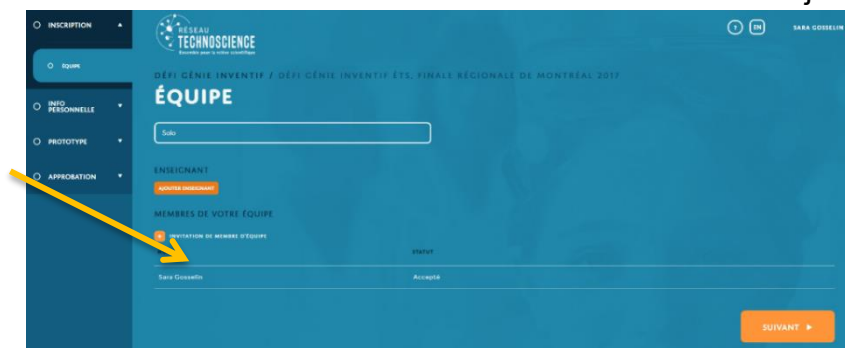 INSCRIPTION
ÉQUIPE
INFO PERSONNELLE
PROTOTYPE
APPROBATION
RÉSEAU
TECHNOSCIENCE
? EN SARA GOSSELIN
DÉFI GÉNIE INVENTIF / DÉFI GÉNIE INVENTIF ÉTS, FINALE RÉGIONALE DE MONTRÉAL 2017
ÉQUIPE
Solo
ENSEIGNANT
AJOUTER ENSEIGNANT
MEMBRES DE VOTRE ÉQUIPE
+ INVITATION DE MEMBRE D'ÉQUIPE
STATUT
Sara Gosselin Accepté
SUIVANT